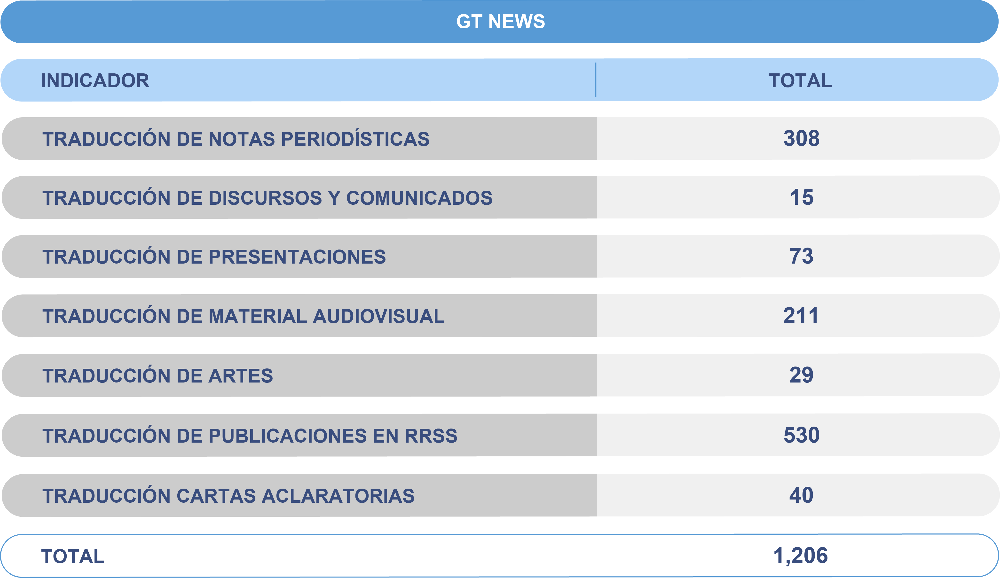 GT NEWS
INDICADOR TOTAL
TRADUCCIÓN DE NOTAS PERIODÍSTICAS 308
TRADUCCIÓN DE DISCURSOS Y COMUNICADOS 15
TRADUCCIÓN DE PRESENTACIONES 73
TRADUCCIÓN DE MATERIAL AUDIOVISUAL 211
TRADUCCIÓN DE ARTES 29
TRADUCCIÓN DE PUBLICACIONES EN RRSS 530
TRADUCCIÓN CARTAS ACLARATORIAS 40
TOTAL 1,206